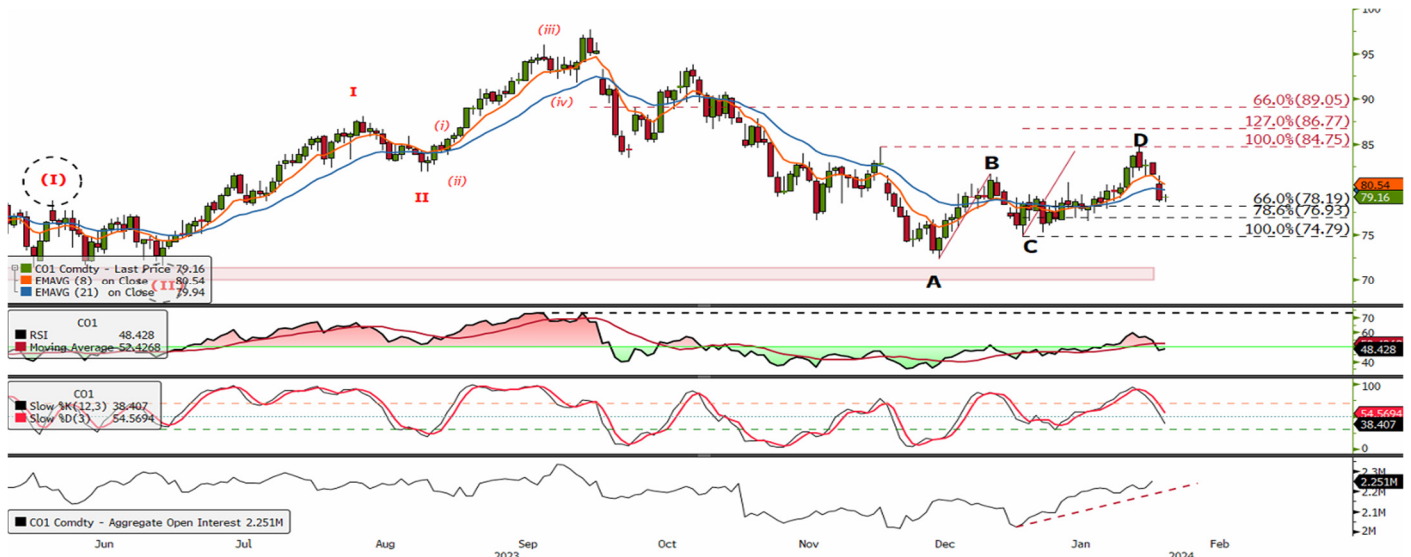 100
(iii)
95
I
(iv)
90
66.0%(89.05)
127.0%(86.77)
(i)
100.0%(84.75)
85
D
B
(I)
(ii)
80.54
79.16
II
66.0%(78.19)
78.6%(76.93)
100.0%(74.79)
75
C
A
70
CO1 Comdty - Last Price 79.16
EMAVG (8) on Close 80.54
EMAVG (21) on Close 79.94
(II)
CO1
RSI 48.428
Moving Average 52.4268
70
60
48.428
40
CO1
Slow %K(12,3) 38.407
Slow %D(3) 54.5694
100
54.5694
38.407
0
2.3M
2.251M
2.2M
2.1M
2M
CO1 Comdty - Aggregate Open Interest 2.251M
Jun Jul Aug Sep Oct Nov Dec Jan Feb
2023 2024